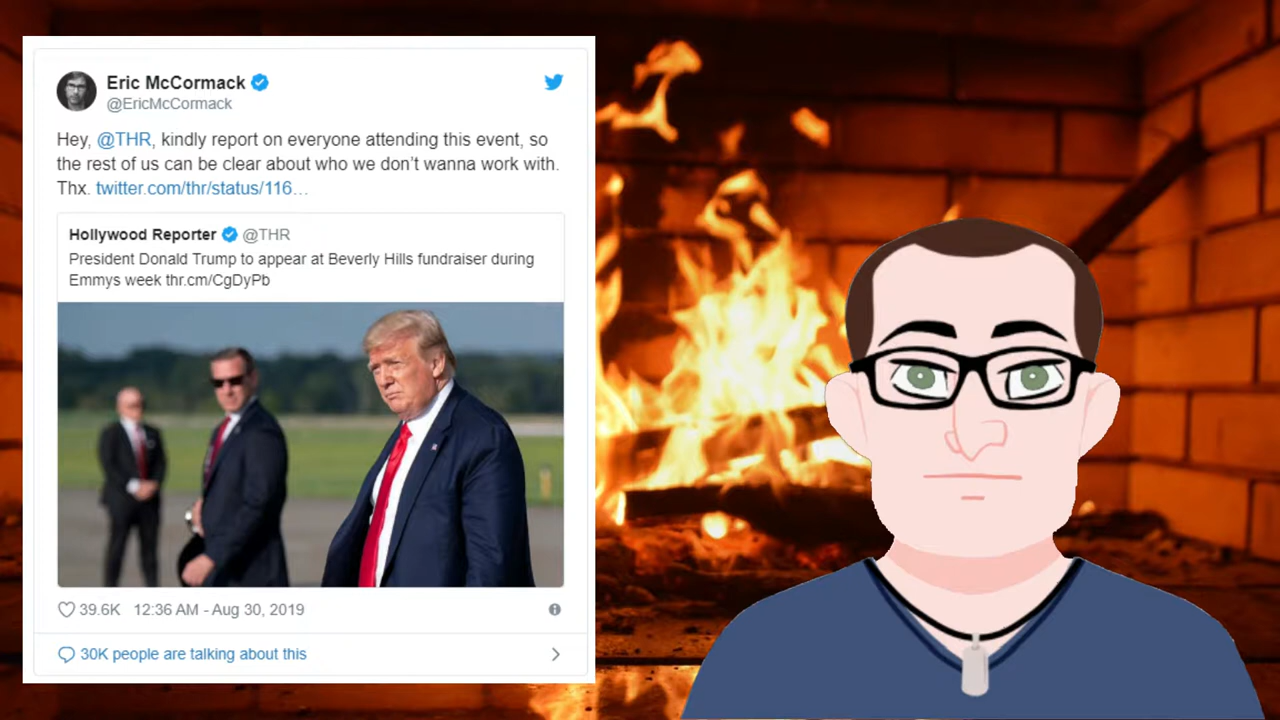 Eric McCormack
@EricMcCormack
Hey, @THR, kindly report on everyone attending this event, so
the rest of us can be clear about who we don’t wanna work with.
Thx. twitter.com/thr/status/116…
Hollywood Reporter @THR
President Donald Trump to appear at Beverly Hills fundraiser during
Emmys week thr.cm/CgDyPb
39.6K 12:36 AM - Aug 30, 2019
30K people are talking about this